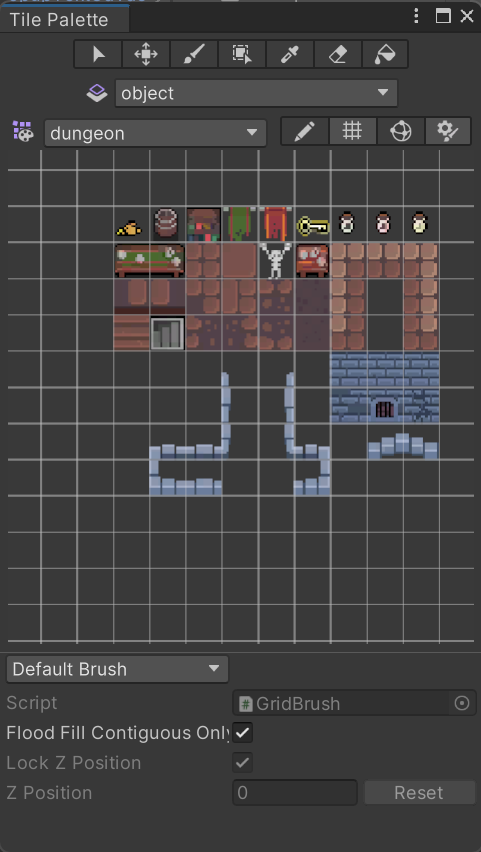 Tile Palette
object
dungeon
Default Brush
Script
GridBrush
Flood Fill Contiguous Only
Lock Z Position
Z Position
0
Reset